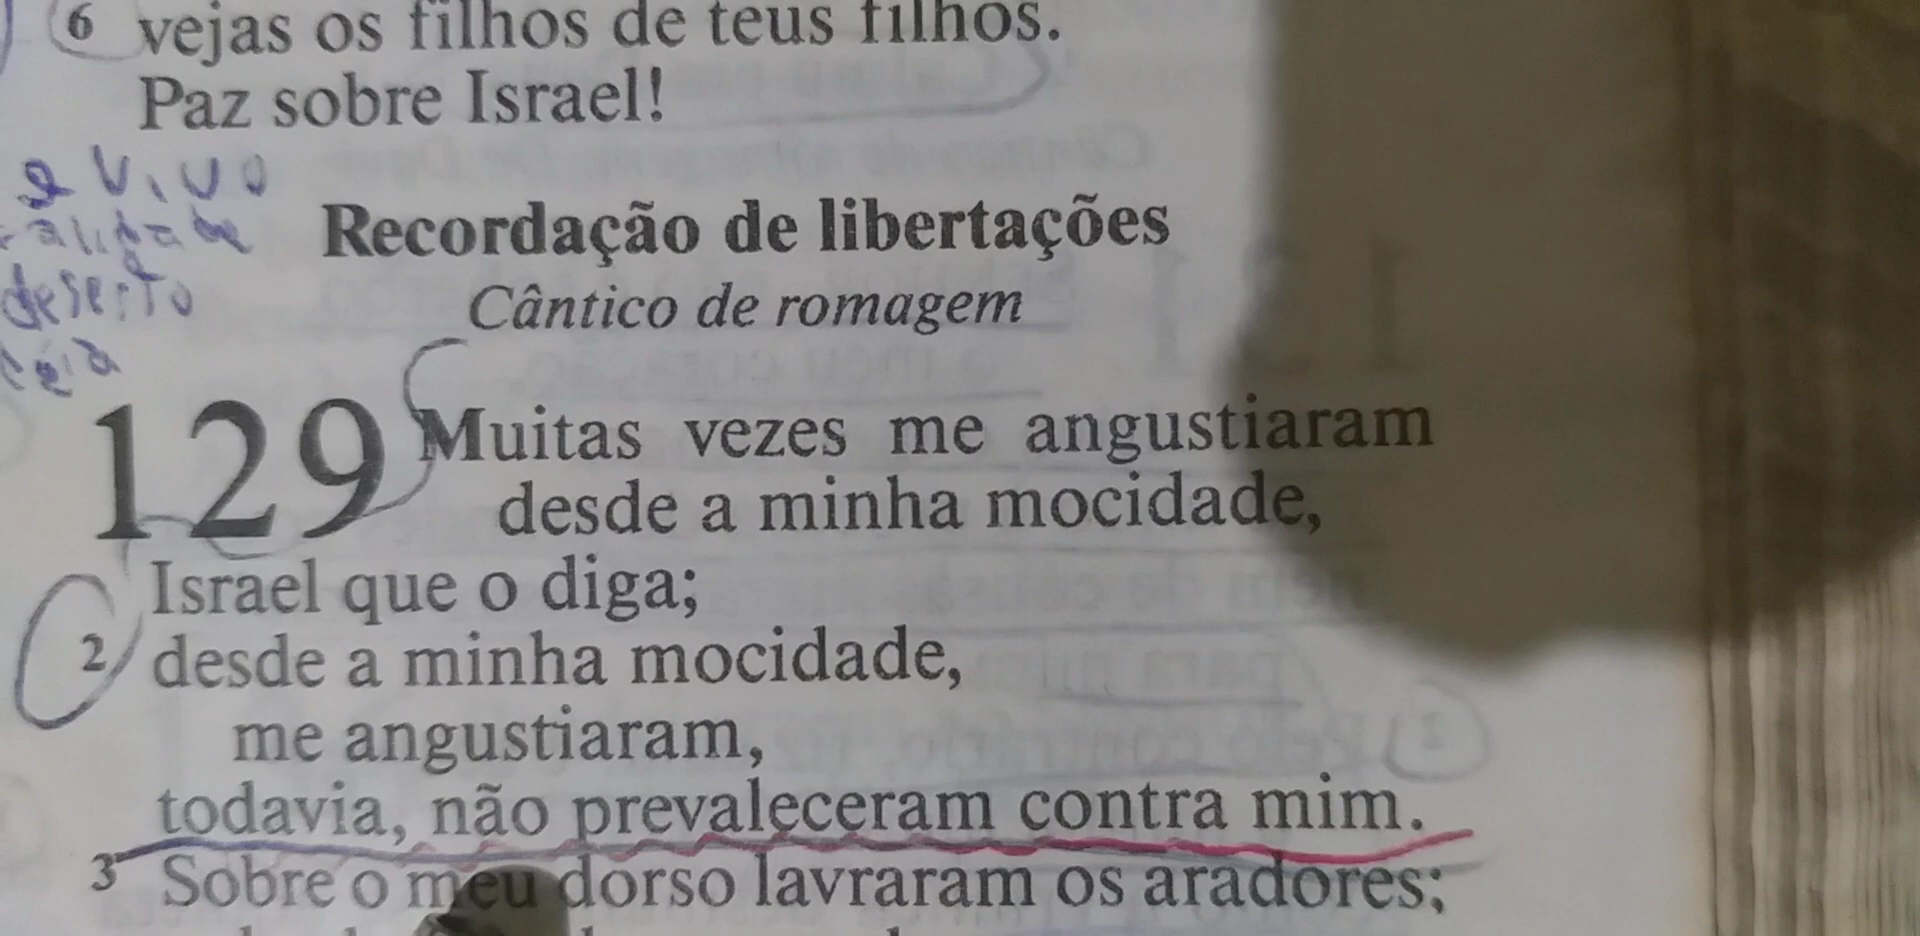 6 vejas os filhos de teus filhos.
Paz sobre Israel!
e vivo
deserto
Recordação de libertações
Cântico de romagem
129 Muitas vezes me angustiaram
desde a minha mocidade,
Israel que o diga;
2 desde a minha mocidade,
me angustiaram,
todavia, não prevaleceram contra mim.
3 Sobre o meu dorso lavraram os aradores;